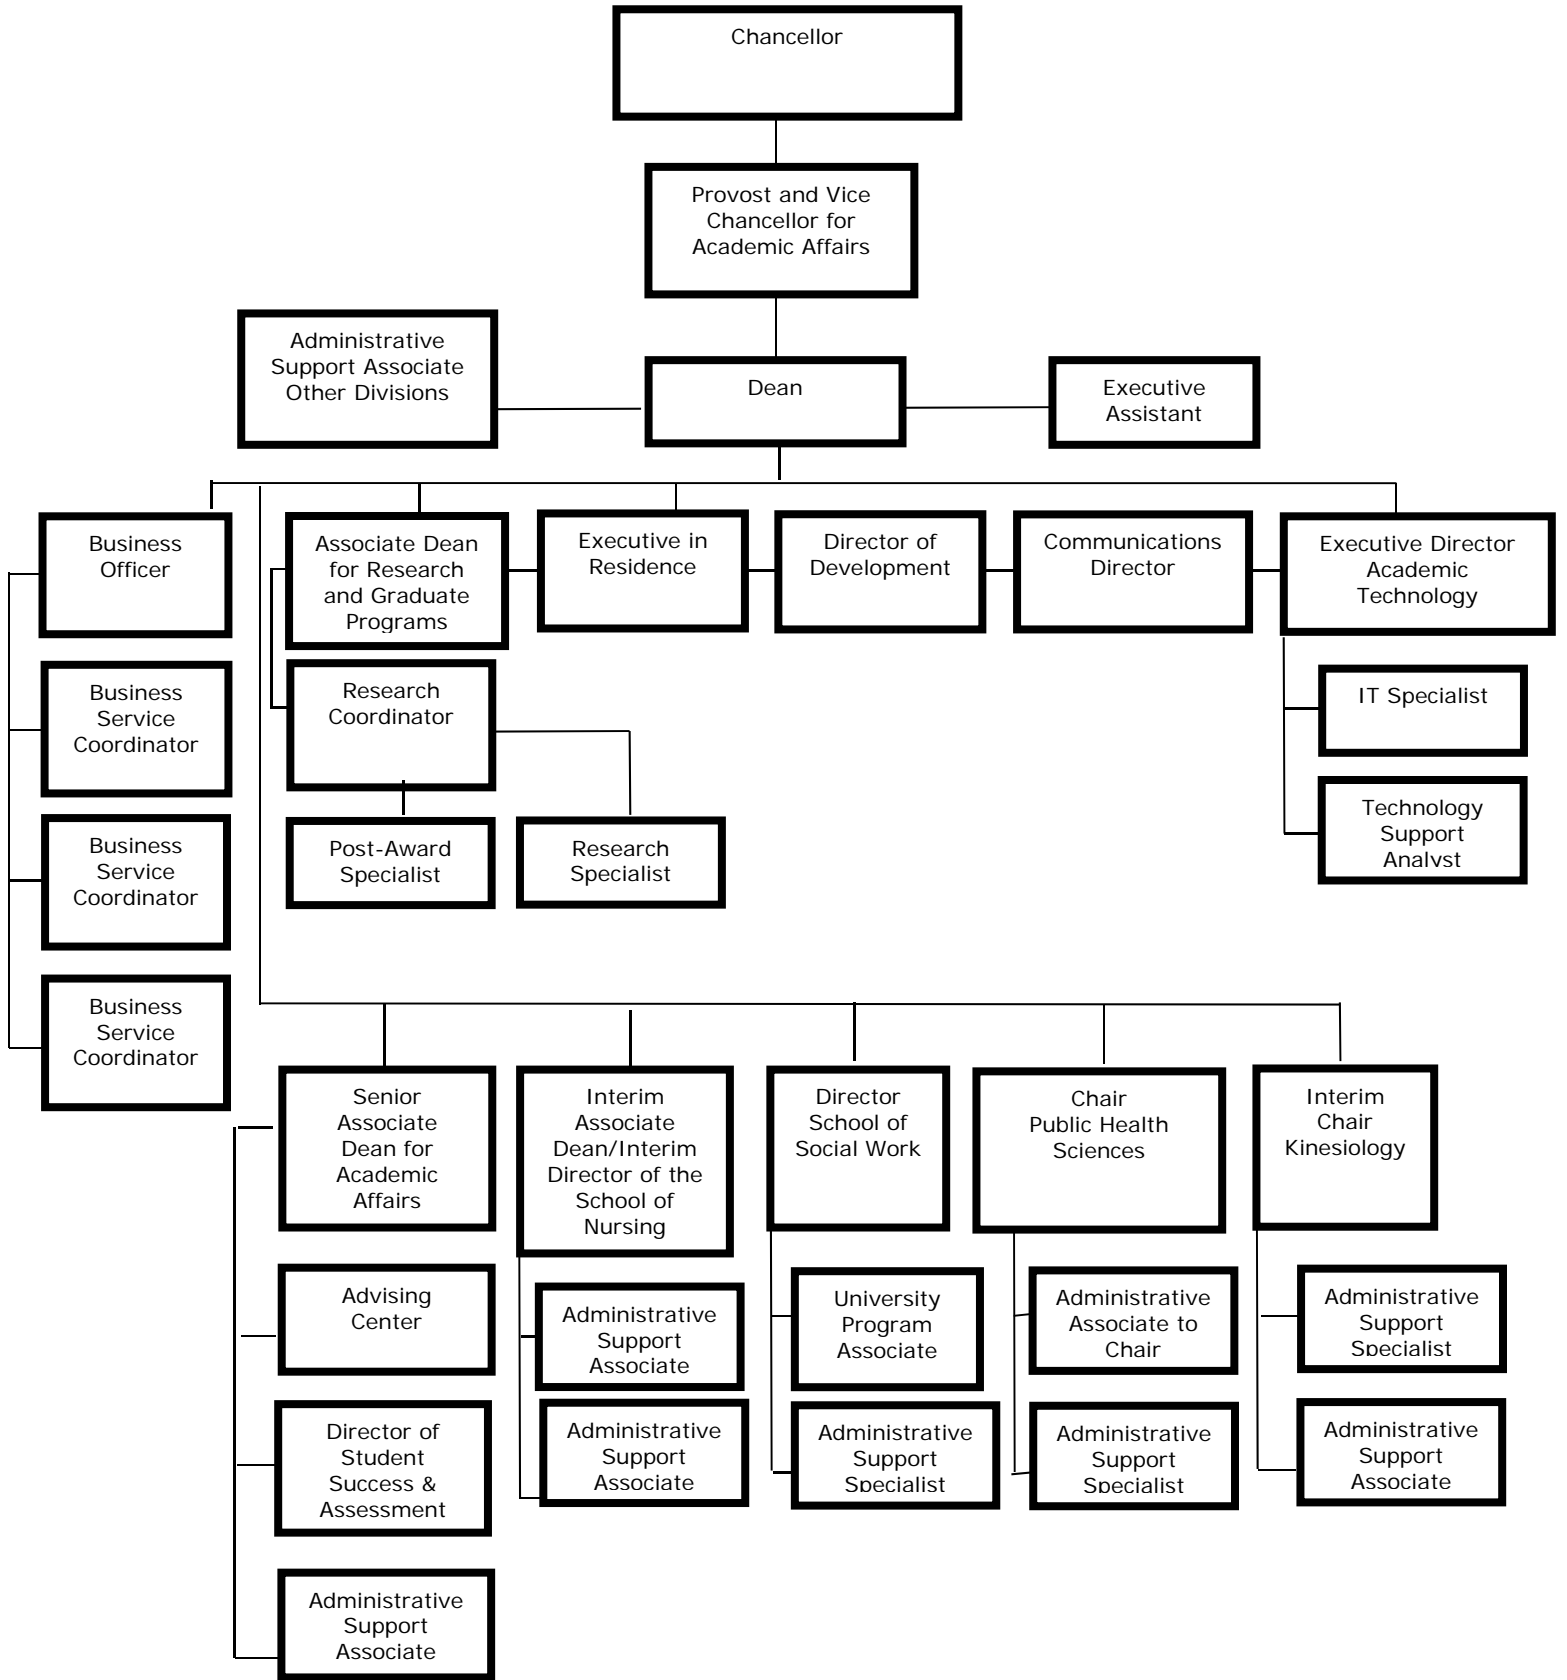 Chancellor
Provost and Vice
Chancellor for
Academic Affairs
Administrative
Support Associate
Other Divisions
Dean
Executive
Assistant
Business
Officer
Associate Dean
for Research
and Graduate
Programs
Executive in
Residence
Director of
Development
Communications
Director
Executive Director
Academic
Technology
Business
Service
Coordinator
Research
Coordinator
IT Specialist
Business
Service
Coordinator
Post-Award
Specialist
Research
Specialist
Technology
Support
Analyst
Business
Service
Coordinator
Senior
Associate
Dean for
Academic
Affairs
Interim
Associate
Dean/Interim
Director of the
School of
Nursing
Director
School of
Social Work
Chair
Public Health
Sciences
Interim
Chair
Kinesiology
Advising
Center
Administrative
Support
Associate
University
Program
Associate
Administrative
Associate to
Chair
Administrative
Support
Specialist
Director of
Student
Success &
Assessment
Administrative
Support
Associate
Administrative
Support
Specialist
Administrative
Support
Specialist
Administrative
Support
Associate
Administrative
Support
Associate